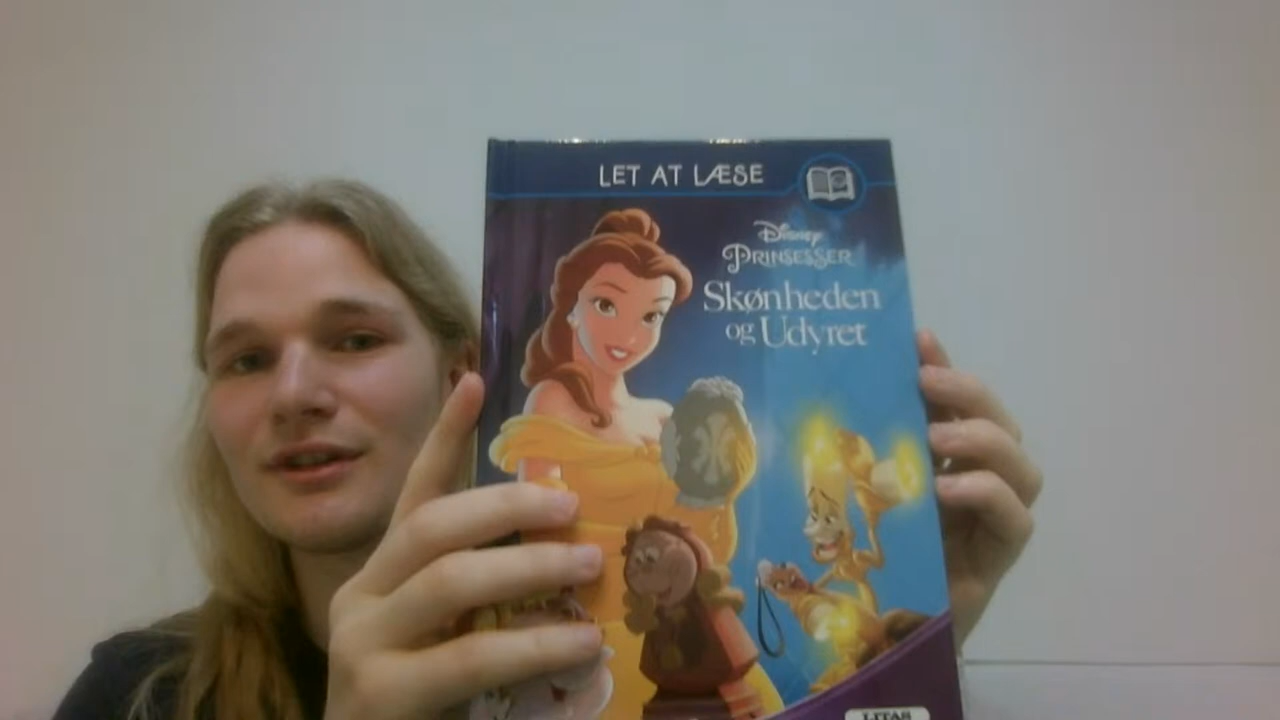 LET AT LÆSE
Disney
PRINSESSER
Skønheden
og Udyret